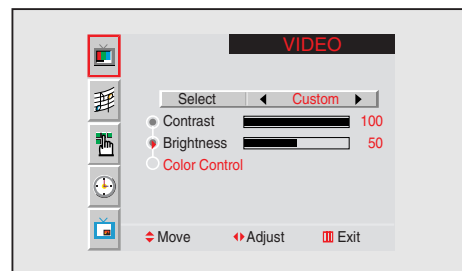 VIDEO
Select Custom
Contrast 100
Brightness 50
Color Control
Move Adjust Exit